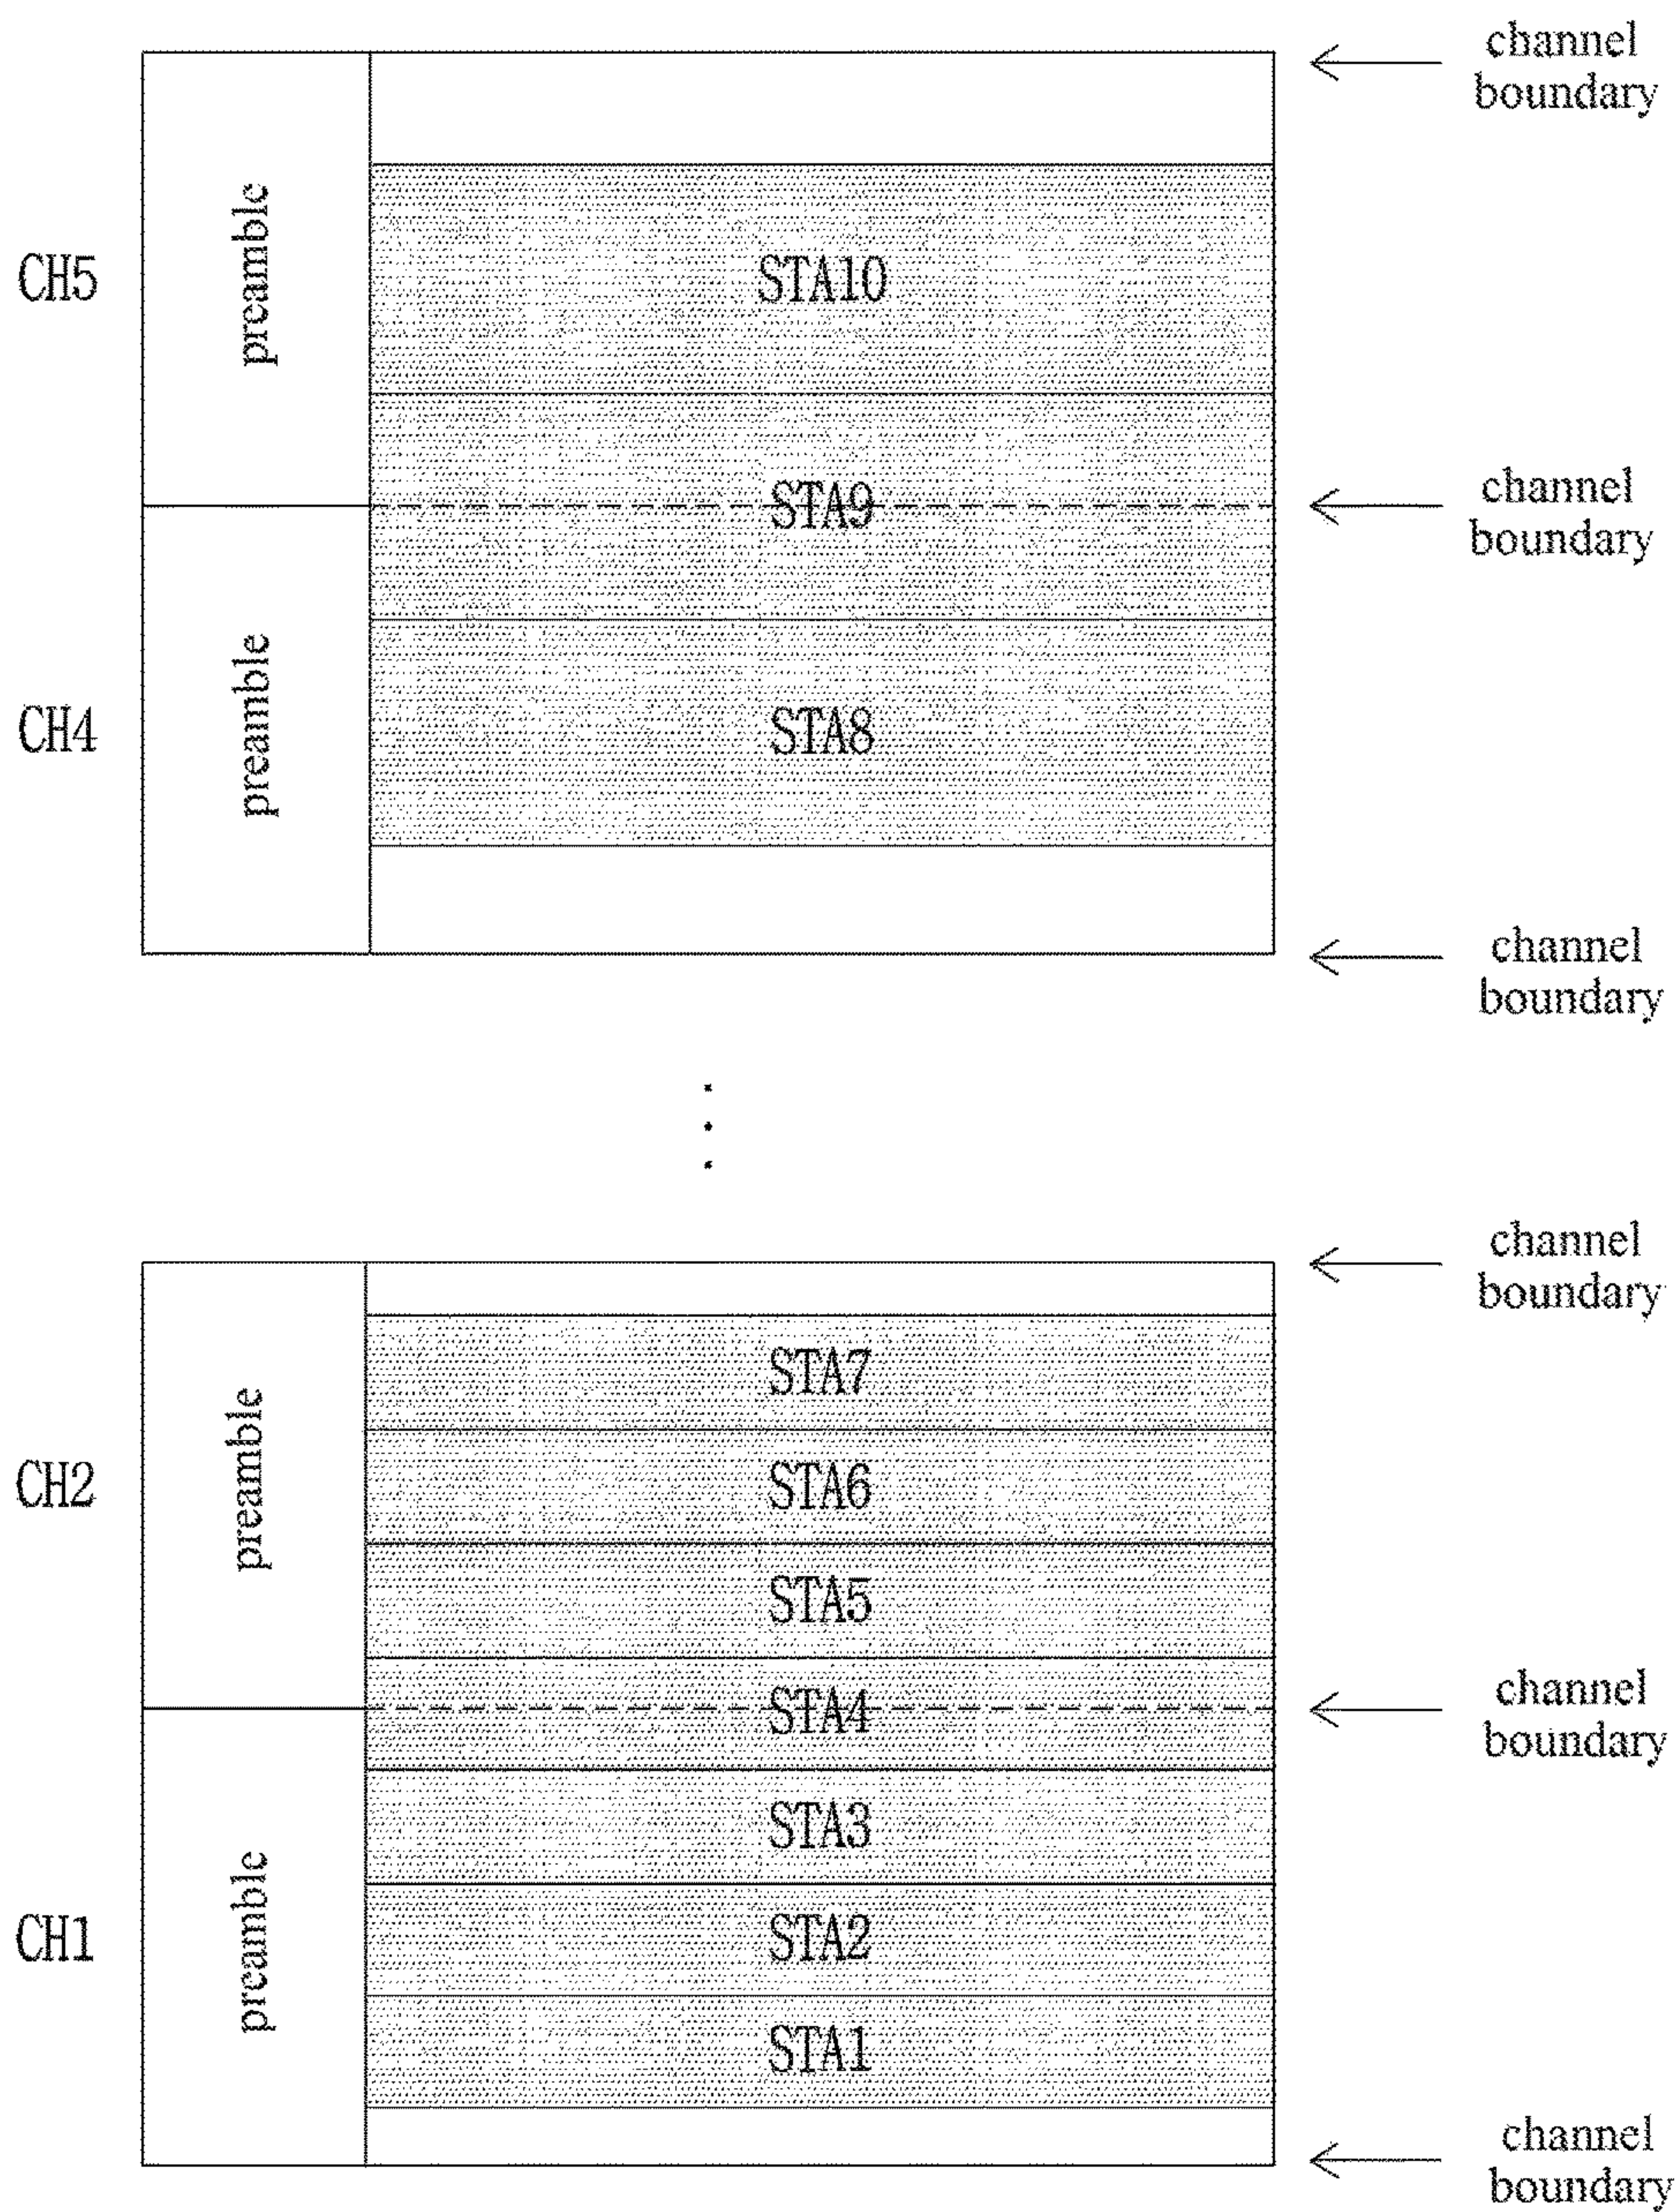 channel
boundary
CH5
preamble
STA10
STA9
channel
boundary
CH4
preamble
STA8
channel
boundary
channel
boundary
CH2
preamble
STA7
STA6
STA5
STA4
channel
boundary
CH1
preamble
STA3
STA2
STA1
channel
boundary